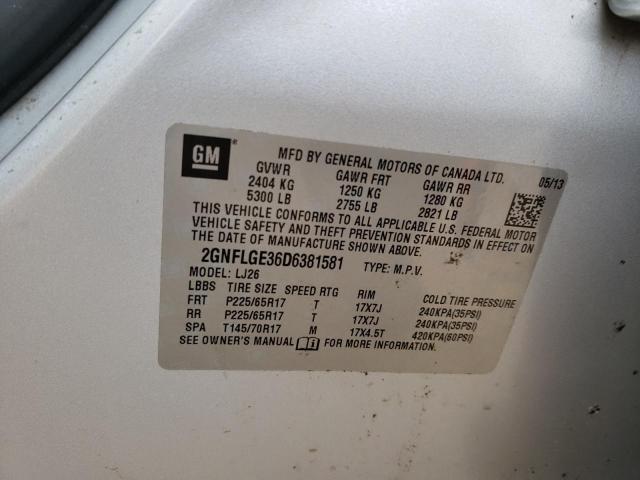 GM
MFD BY GENERAL MOTORS OF CANADA LTD.
GVWR GAWR FRT GAWR RR 05/13
2404 KG 1250 KG 1280 KG
5300 LB 2755 LB 2821 LB
THIS VEHICLE CONFORMS TO ALL APPLICABLE U.S. FEDERAL MOTOR
VEHICLE SAFETY AND THEFT PREVENTION STANDARDS IN EFFECT ON
THE DATE OF MANUFACTURE SHOWN ABOVE.
2GNFLGE36D6381581 TYPE: M.P.V.
MODEL: LJ26
LBBS TIRE SIZE SPEED RTG RIM COLD TIRE PRESSURE
FRT P225/65R17 T 17X7J 240KPA(35PSI)
RR P225/65R17 T 17X7J 240KPA(35PSI)
SPA T145/70R17 M 17X4.5T 420KPA(60PSI)
SEE OWNER'S MANUAL FOR MORE INFORMATION.